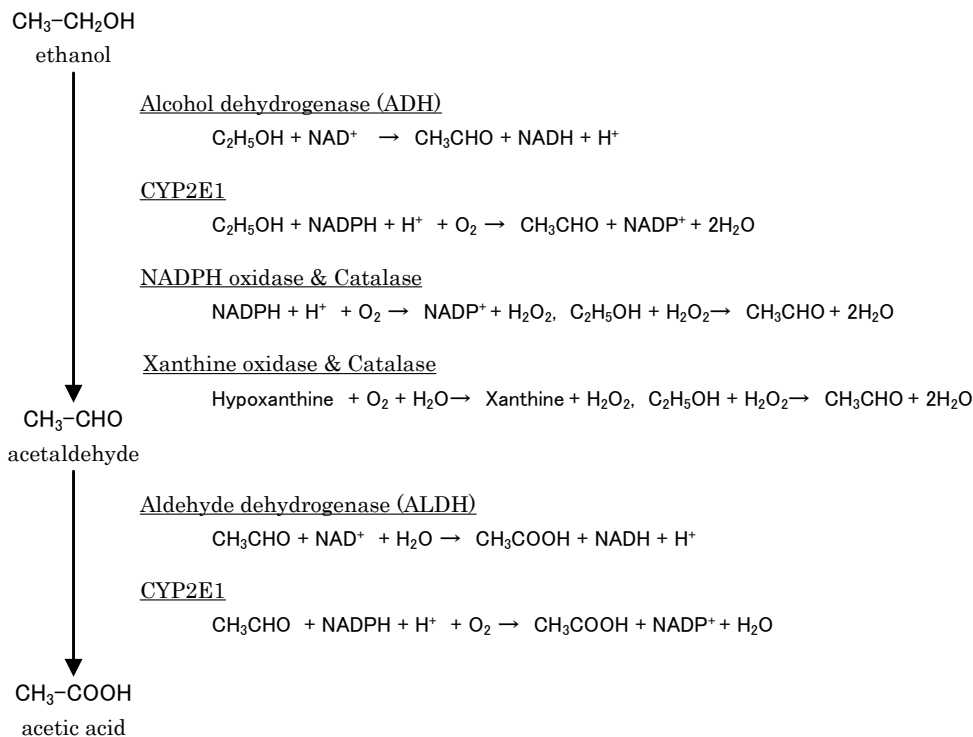 CH₃-CH₂OH
ethanol
Alcohol dehydrogenase (ADH)
C₂H₅OH + NAD⁺ → CH₃CHO + NADH + H⁺
CYP2E1
C₂H₅OH + NADPH + H⁺ + O₂ → CH₃CHO + NADP⁺ + 2H₂O
NADPH oxidase & Catalase
NADPH + H⁺ + O₂ → NADP⁺ + H₂O₂, C₂H₅OH + H₂O₂→ CH₃CHO + 2H₂O
Xanthine oxidase & Catalase
Hypoxanthine + O₂ + H₂O→ Xanthine + H₂O₂, C₂H₅OH + H₂O₂→ CH₃CHO + 2H₂O
CH₃-CHO
acetaldehyde
Aldehyde dehydrogenase (ALDH)
CH₃CHO + NAD⁺ + H₂O → CH₃COOH + NADH + H⁺
CYP2E1
CH₃CHO + NADPH + H⁺ + O₂ → CH₃COOH + NADP⁺ + H₂O
CH₃-COOH
acetic acid